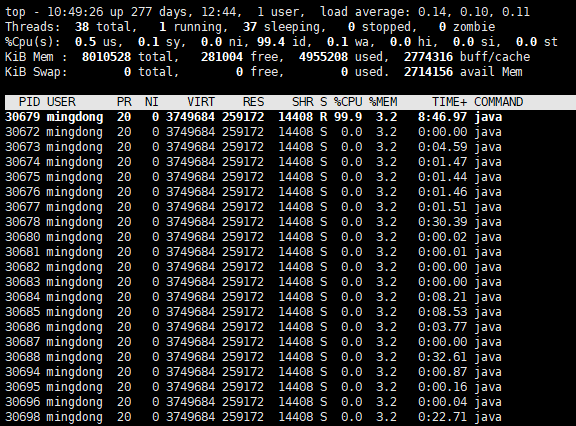 top - 10:49:26 up 277 days, 12:44,  1 user,  load average: 0.14, 0.10, 0.11
Threads:  38 total,   1 running,  37 sleeping,   0 stopped,   0 zombie
%Cpu(s):  0.5 us,  0.1 sy,  0.0 ni, 99.4 id,  0.1 wa,  0.0 hi,  0.0 si,  0.0 st
KiB Mem :  8010528 total,   281004 free,  4955208 used,  2774316 buff/cache
KiB Swap:        0 total,        0 free,        0 used.  2714156 avail Mem
PID USER      PR  NI    VIRT    RES    SHR S %CPU %MEM     TIME+ COMMAND
30679 mingdong  20   0 3749684 259172  14408 R 99.9  3.2   8:46.97 java
30672 mingdong  20   0 3749684 259172  14408 S  0.0  3.2   0:00.00 java
30673 mingdong  20   0 3749684 259172  14408 S  0.0  3.2   0:04.59 java
30674 mingdong  20   0 3749684 259172  14408 S  0.0  3.2   0:01.47 java
30675 mingdong  20   0 3749684 259172  14408 S  0.0  3.2   0:01.44 java
30676 mingdong  20   0 3749684 259172  14408 S  0.0  3.2   0:01.46 java
30677 mingdong  20   0 3749684 259172  14408 S  0.0  3.2   0:01.51 java
30678 mingdong  20   0 3749684 259172  14408 S  0.0  3.2   0:30.39 java
30680 mingdong  20   0 3749684 259172  14408 S  0.0  3.2   0:00.02 java
30681 mingdong  20   0 3749684 259172  14408 S  0.0  3.2   0:00.01 java
30682 mingdong  20   0 3749684 259172  14408 S  0.0  3.2   0:00.00 java
30683 mingdong  20   0 3749684 259172  14408 S  0.0  3.2   0:00.00 java
30684 mingdong  20   0 3749684 259172  14408 S  0.0  3.2   0:08.21 java
30685 mingdong  20   0 3749684 259172  14408 S  0.0  3.2   0:08.53 java
30686 mingdong  20   0 3749684 259172  14408 S  0.0  3.2   0:03.77 java
30687 mingdong  20   0 3749684 259172  14408 S  0.0  3.2   0:00.00 java
30688 mingdong  20   0 3749684 259172  14408 S  0.0  3.2   0:32.61 java
30694 mingdong  20   0 3749684 259172  14408 S  0.0  3.2   0:00.87 java
30695 mingdong  20   0 3749684 259172  14408 S  0.0  3.2   0:00.16 java
30696 mingdong  20   0 3749684 259172  14408 S  0.0  3.2   0:00.04 java
30698 mingdong  20   0 3749684 259172  14408 S  0.0  3.2   0:22.71 java